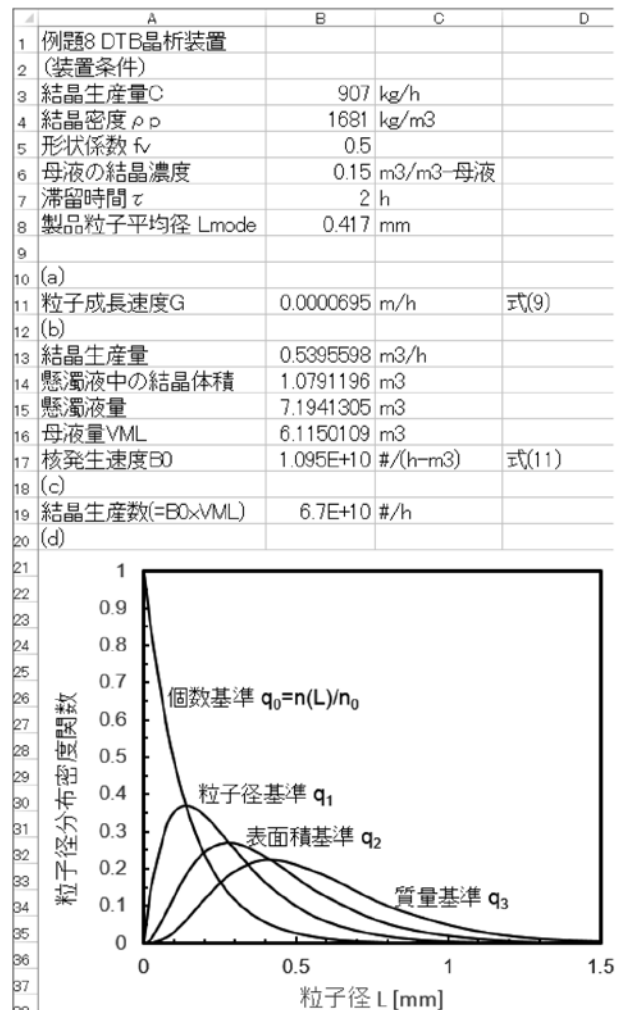 A B C D
1 例題8 DTB晶析装置
2 (装置条件)
3 結晶生産量C 907 kg/h
4 結晶密度ρp 1681 kg/m3
5 形状係数 fv 0.5
6 母液の結晶濃度 0.15 m3/m3-母液
7 滞留時間τ 2 h
8 製品粒子平均径 Lmode 0.417 mm
9
10 (a)
11 粒子成長速度G 0.0000695 m/h 式(9)
12 (b)
13 結晶生産量 0.5395598 m3/h
14 懸濁液中の結晶体積 1.0791196 m3
15 懸濁液量 7.1941305 m3
16 母液量VML 6.1150109 m3
17 核発生速度B0 1.095E+10 #/(h-m3) 式(11)
18 (c)
19 結晶生産数(=B0xVML) 6.7E+10 #/h
20 (d)
21
22
23
24
25
26
27
28
29
30
31
32
33
34
35
36
37
粒子径分布密度関数
1
0.9
0.8
0.7
0.6
0.5
0.4
0.3
0.2
0.1
0
個数基準 q₀=n(L)/n₀
粒子径基準 q₁
表面積基準 q₂
質量基準 q₃
0 0.5 1 1.5
粒子径 L [mm]